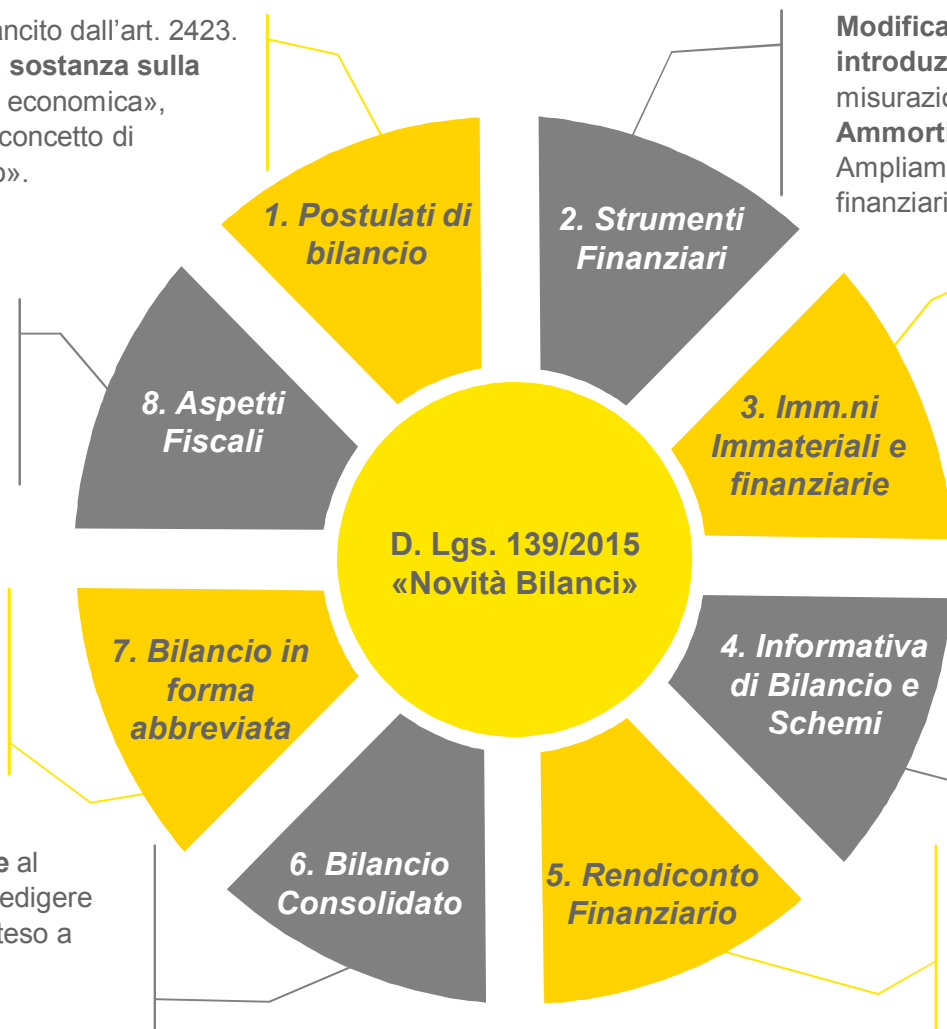 ancito dall'art. 2423.
sostanza sulla
economica»,
concetto di
».
Modifica
introduz
misurazio
Ammorti
Ampliam
finanziari
1. Postulati di
bilancio
2. Strumenti
Finanziari
8. Aspetti
Fiscali
3. Imm.ni
Immateriali e
finanziarie
D. Lgs. 139/2015
«Novità Bilanci»
7. Bilancio in
forma
abbreviata
4. Informativa
di Bilancio e
Schemi
6. Bilancio
Consolidato
5. Rendiconto
Finanziario
e al
edigere
teso a